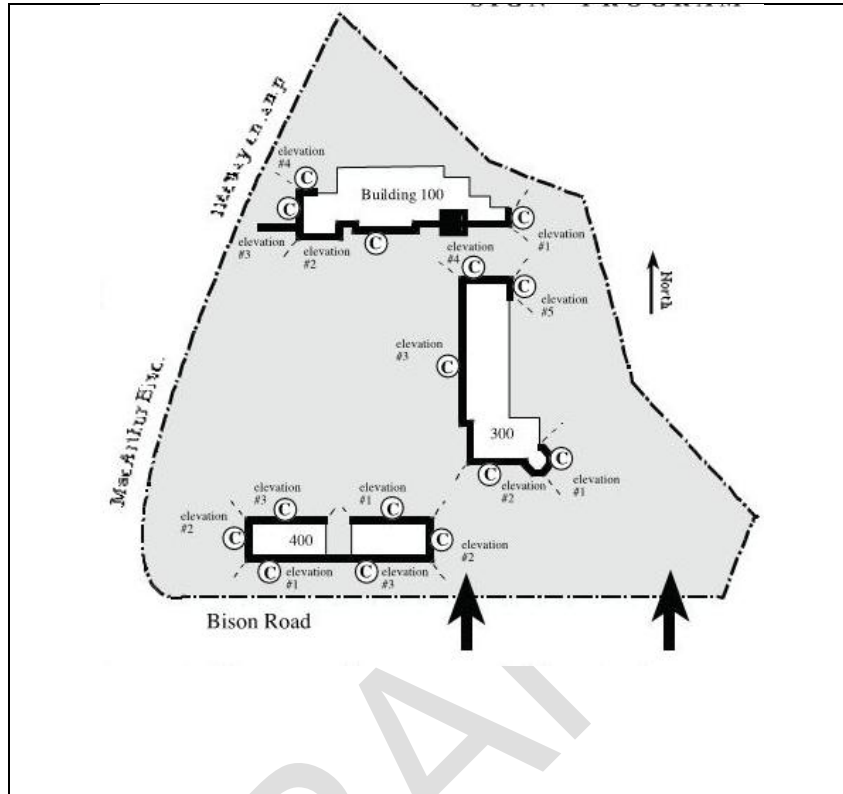 SIGN PROGRAM
elevation
#4
C
Building 100
C
C
C
elevation
#3
elevation
#2
elevation
#4
elevation
#1
C
C
elevation
#5
North
elevation
#3
C
MacArthur
300
C
C
elevation
#2
elevation
#1
elevation
#3
elevation
#1
C
C
elevation
#2
C
400
C
elevation
#2
C
elevation
#1
C
elevation
#3
Bison Road